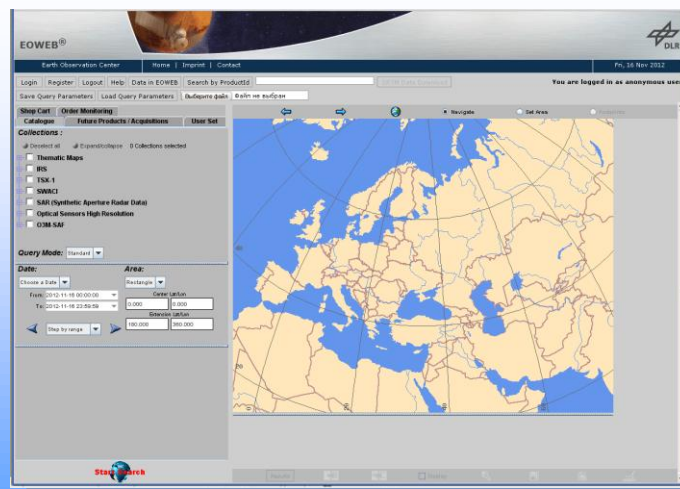 EOWEB®
DLR
Earth Observation Center Home | Imprint | Contact Fri, 16 Nov 2012
Login Register Logout Help Date in EOWEB Search by ProductId
You are logged in as anonymous use
Save Query Parameters Load Query Parameters Выберите файл Файл не выбран
Shop Cart Order Monitoring
Catalogue Future Products / Acquisitions User Set
Navigate Set Area
Collections :
Deselect all Expand/collapse 0 Collections selected
Thematic Maps
IRS
TSX-1
SWACI
SAR (Synthetic Aperture Radar Data)
Optical Sensors High Resolution
O3M-SAF
Query Mode: Standard
Date: Area:
Choose a Date Rectangle
From: 2012-11-16 00:00:00 Center Lat/Lon
To: 2012-11-16 23:59:59 0.000 0.000
Extension Lat/Lon
Step by range 180.000 360.000
Start Search
Results Display